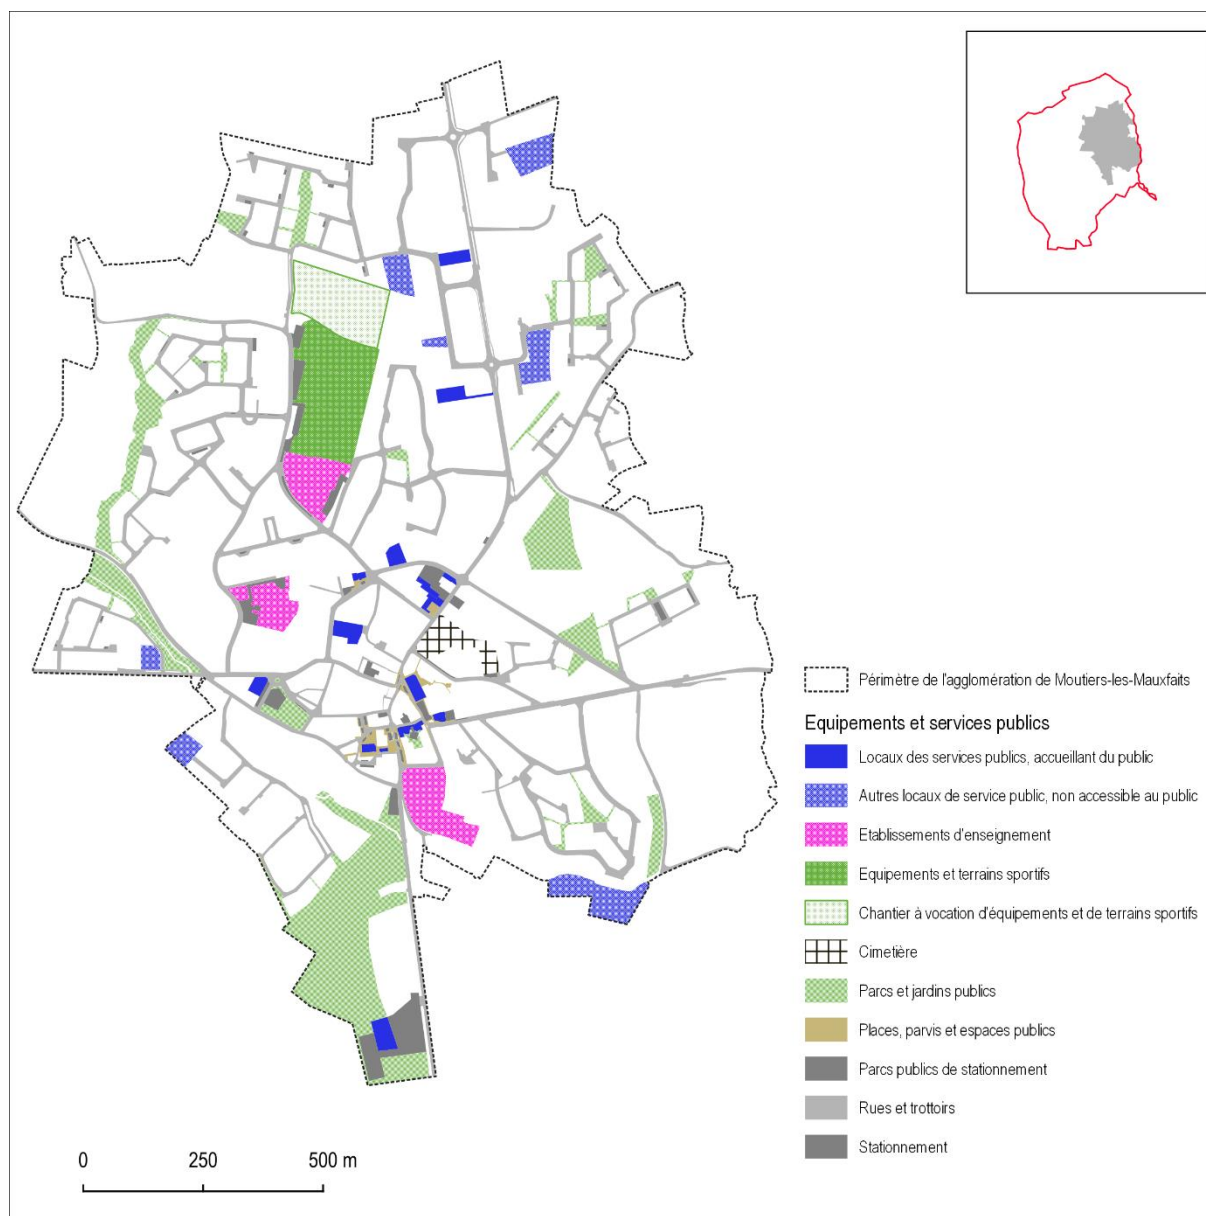 Périmètre de l'agglomération de Moutiers-les-Mauxfaits
Equipements et services publics
Locaux des services publics, accueillant du public
Autres locaux de service public, non accessible au public
Etablissements d'enseignement
Equipements et terrains sportifs
Chantier à vocation d'équipements et de terrains sportifs
Cimetière
Parcs et jardins publics
Places, parvis et espaces publics
Parcs publics de stationnement
Rues et trottoirs
Stationnement
0 250 500 m